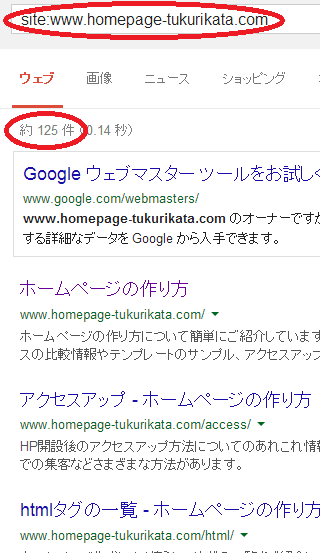 site:www.homepage-tukurikata.com
ウェブ 画像 ニュース ショッピング
約 125 件 (0.14 秒)
Google ウェブマスター ツールをお試しく
www.google.com/webmasters/
www.homepage-tukurikata.com のオーナーですか
する詳細なデータを Google から入手できます。
ホームページの作り方
www.homepage-tukurikata.com/
ホームページの作り方について簡単にご紹介しています
スの比較情報やテンプレートのサンプル、アクセスアップ
アクセスアップ - ホームページの作り方
www.homepage-tukurikata.com/access/
HP開設後のアクセスアップ方法についてのあれこれ情報
での集客などさまざまな方法があります。
htmlタグの一覧 - ホームページの作り方
www.homepage-tukurikata.com/html/